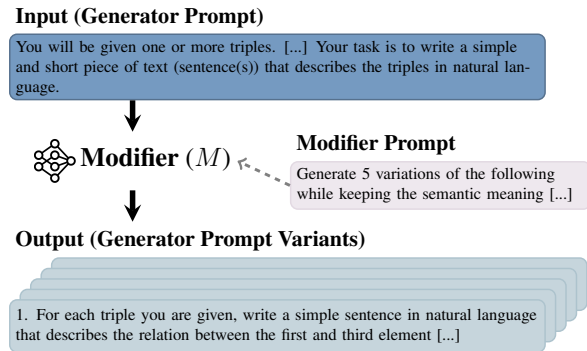 Input (Generator Prompt)
You will be given one or more triples. [...] Your task is to write a simple
and short piece of text (sentence(s)) that describes the triples in natural lan-
guage.
Modifier (M)
Modifier Prompt
Generate 5 variations of the following
while keeping the semantic meaning [...]
Output (Generator Prompt Variants)
1. For each triple you are given, write a simple sentence in natural language
that describes the relation between the first and third element [...]